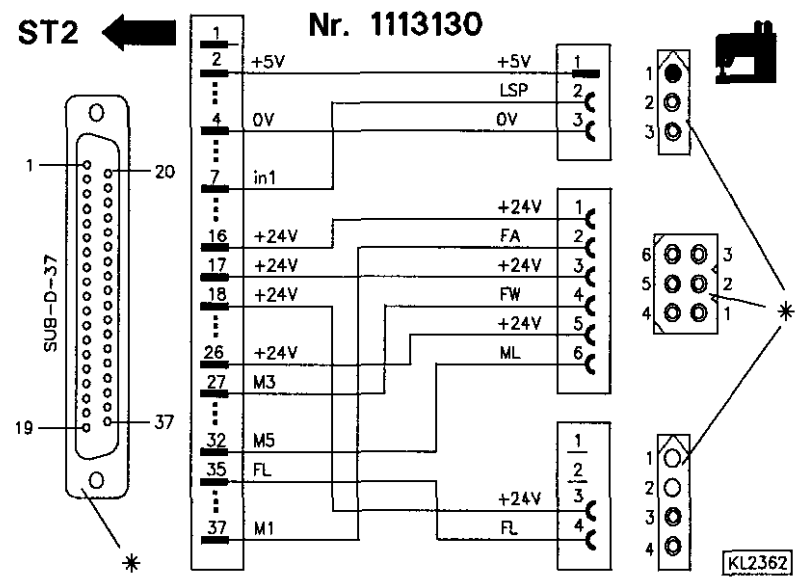 ST2
Nr. 1113130
1
2 +5V +5V 1
LSP 2
4 0V 0V 3
7 in1
1
2
3
1 20
SUB-D-37
19 37
16 +24V +24V 1
FA 2
17 +24V +24V 3
18 +24V FW 4
+24V 5
26 +24V ML 6
27 M3
6 3
5 2
4 1
*
32 M5 1
35 FL 2
+24V 3
37 M1 FL 4
1
2
3
4
*
KL2362